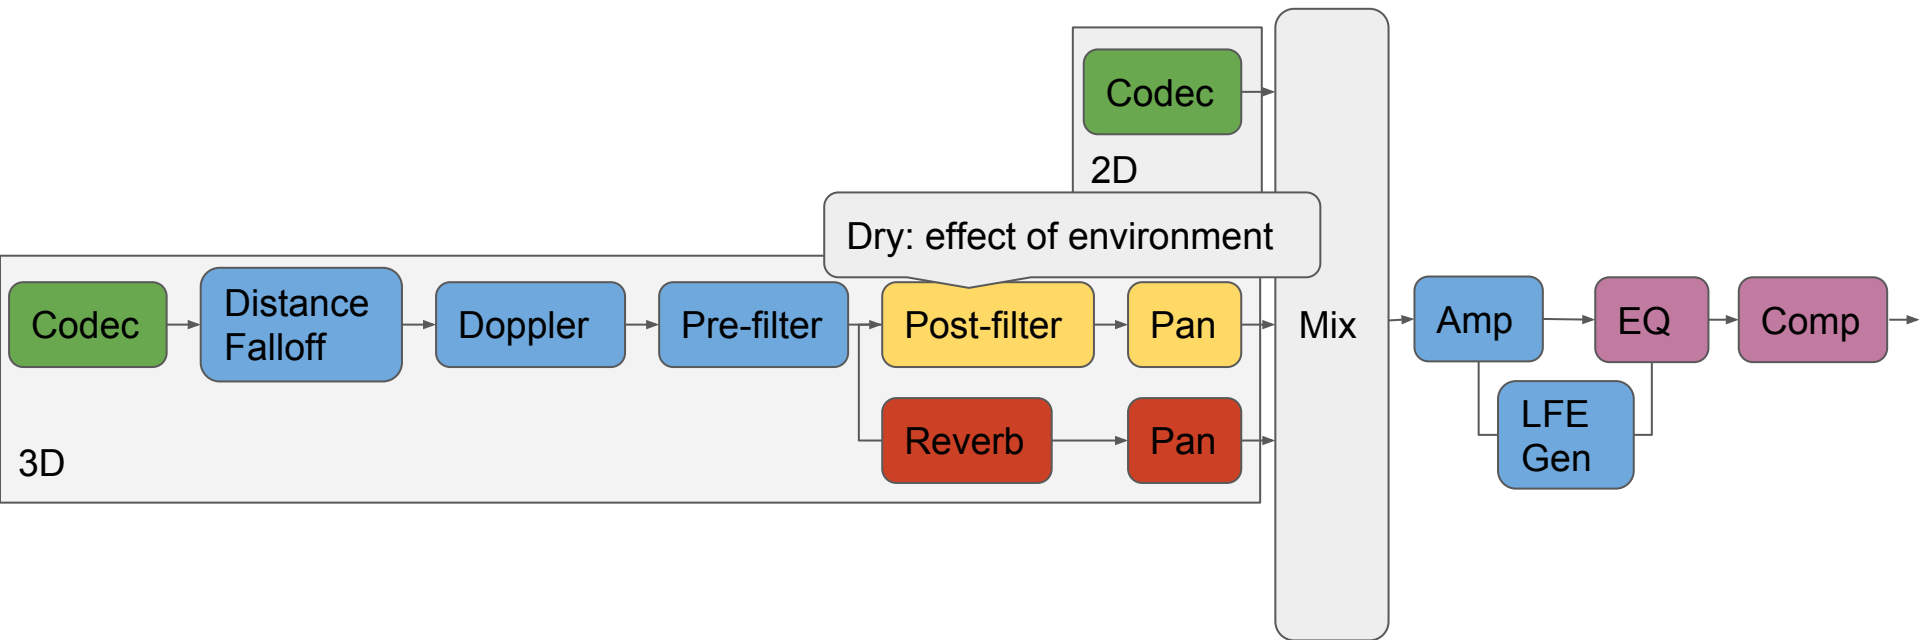 Codec
2D
Dry: effect of environment
Codec
Distance
Falloff
Doppler
Pre-filter
Post-filter
Pan
Mix
Amp
EQ
Comp
Reverb
Pan
LFE
Gen
3D